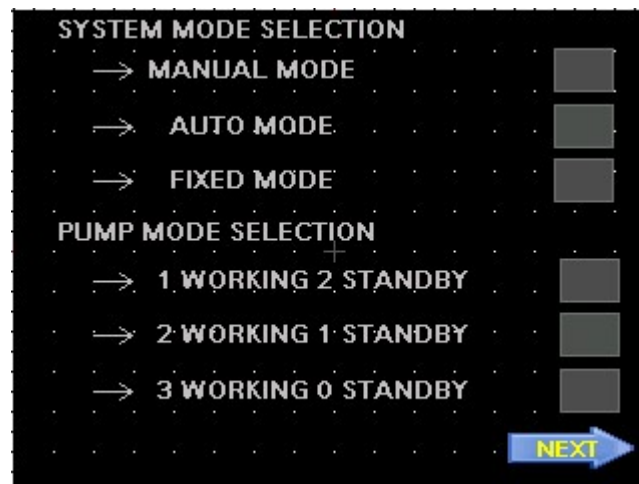 SYSTEM MODE SELECTION
MANUAL MODE
AUTO MODE
FIXED MODE
PUMP MODE SELECTION
1 WORKING 2 STANDBY
2 WORKING 1 STANDBY
3 WORKING 0 STANDBY
NEXT